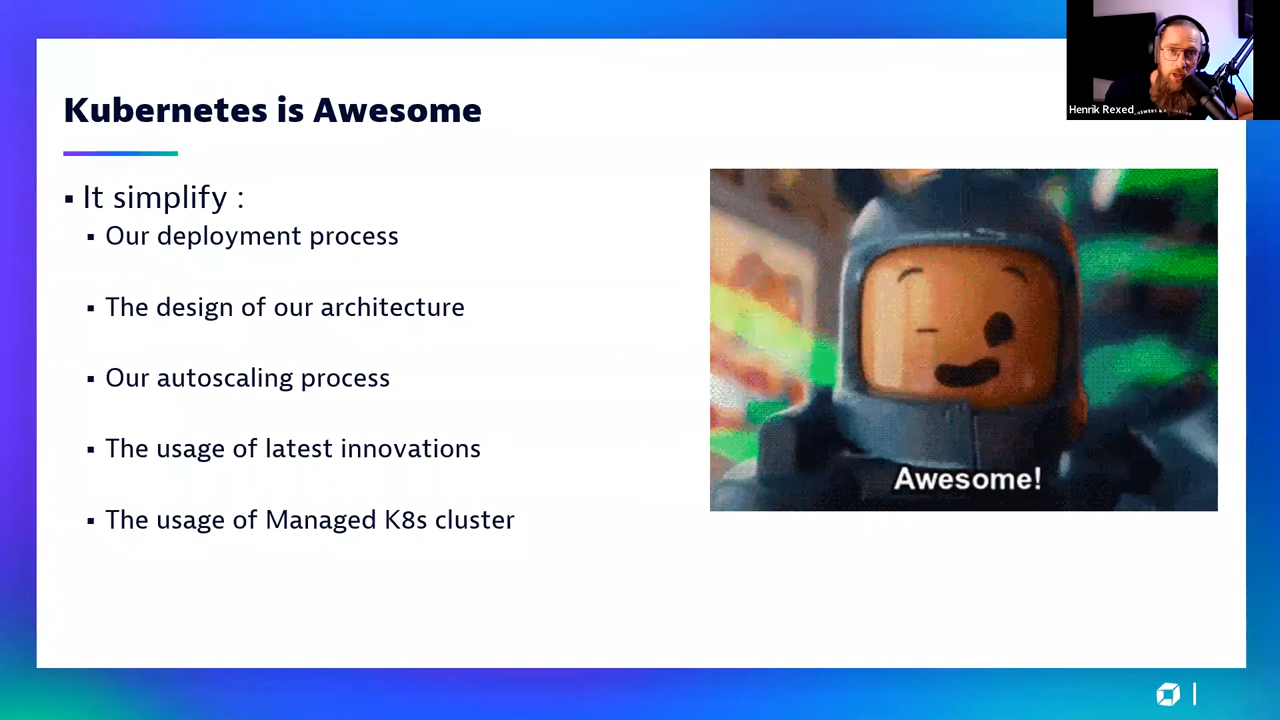 Kubernetes is Awesome
▪ It simplify :
▪ Our deployment process
▪ The design of our architecture
▪ Our autoscaling process
▪ The usage of latest innovations
▪ The usage of Managed K8s cluster
Awesome!
Henrik Rexed